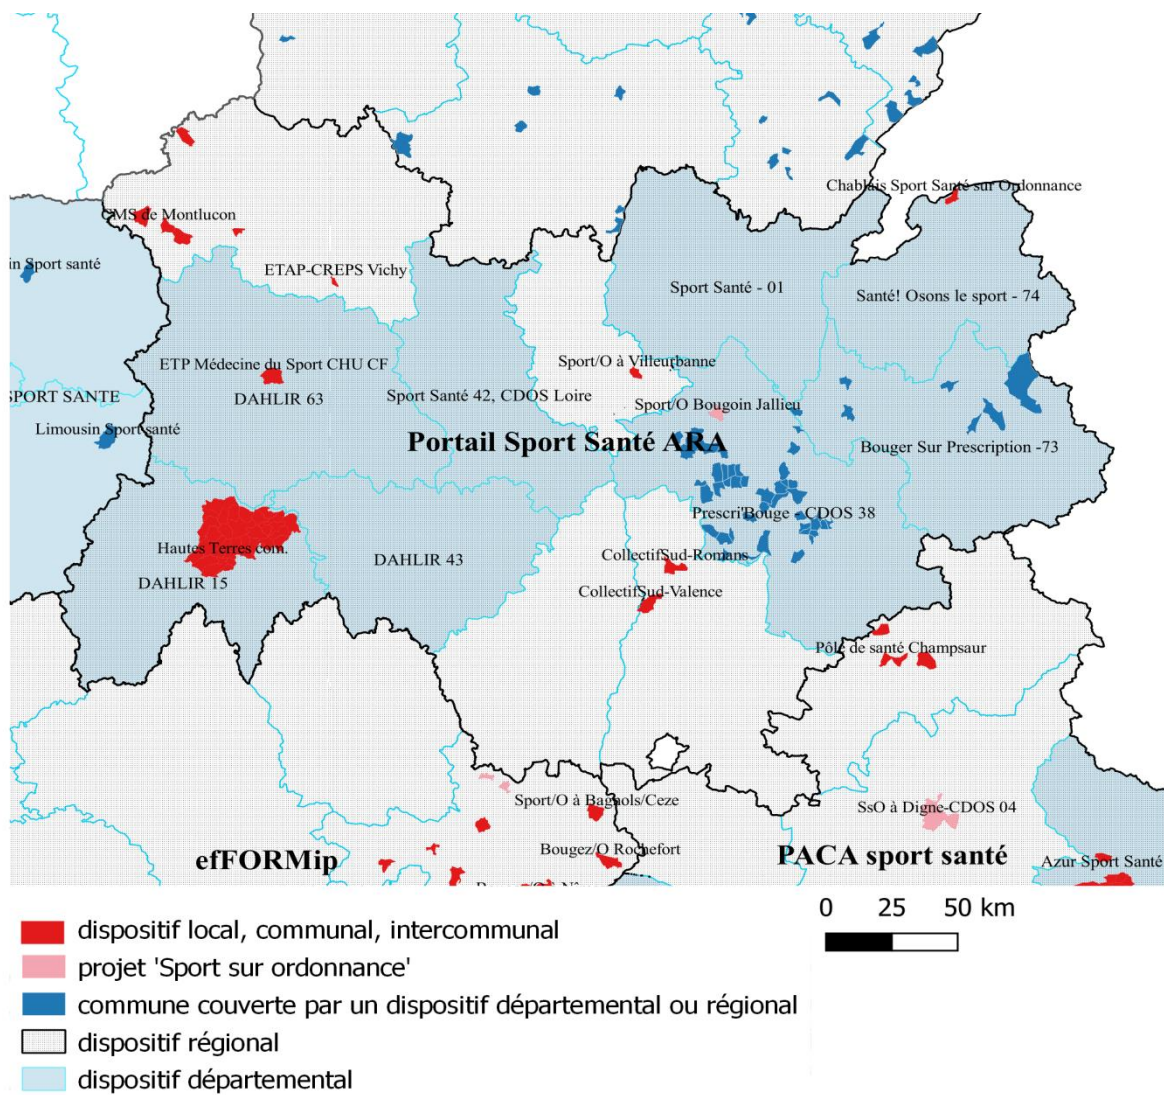 Chablais Sport Santé sur Ordonnance
CMS de Montlucon
in Sport santé
ETAP-CREPS Vichy
Sport Santé - 01
Santé! Osons le sport - 74
ETP Médecine du Sport CHU CF
Sport/O à Villeurbanne
SPORT SANTE
DAHLIR 63
Sport Santé 42, CDOS Loire
Sport/O Bougoin Jallieu
Limousin Sport santé
Portail Sport Santé ARA
Bouger Sur Prescription -73
Prescri'Bouge - CDOS 38
Hautes Terres com.
DAHLIR 43
CollectifSud-Romans
DAHLIR 15
CollectifSud-Valence
Pôle de santé Champsaur
Sport/O à Bagnols/Ceze
SsO à Digne-CDOS 04
efFORMip
Bougez/O Rochefort
PACA sport santé
Azur Sport Santé
0 25 50 km
dispositif local, communal, intercommunal
projet 'Sport sur ordonnance'
commune couverte par un dispositif départemental ou régional
dispositif régional
dispositif départemental